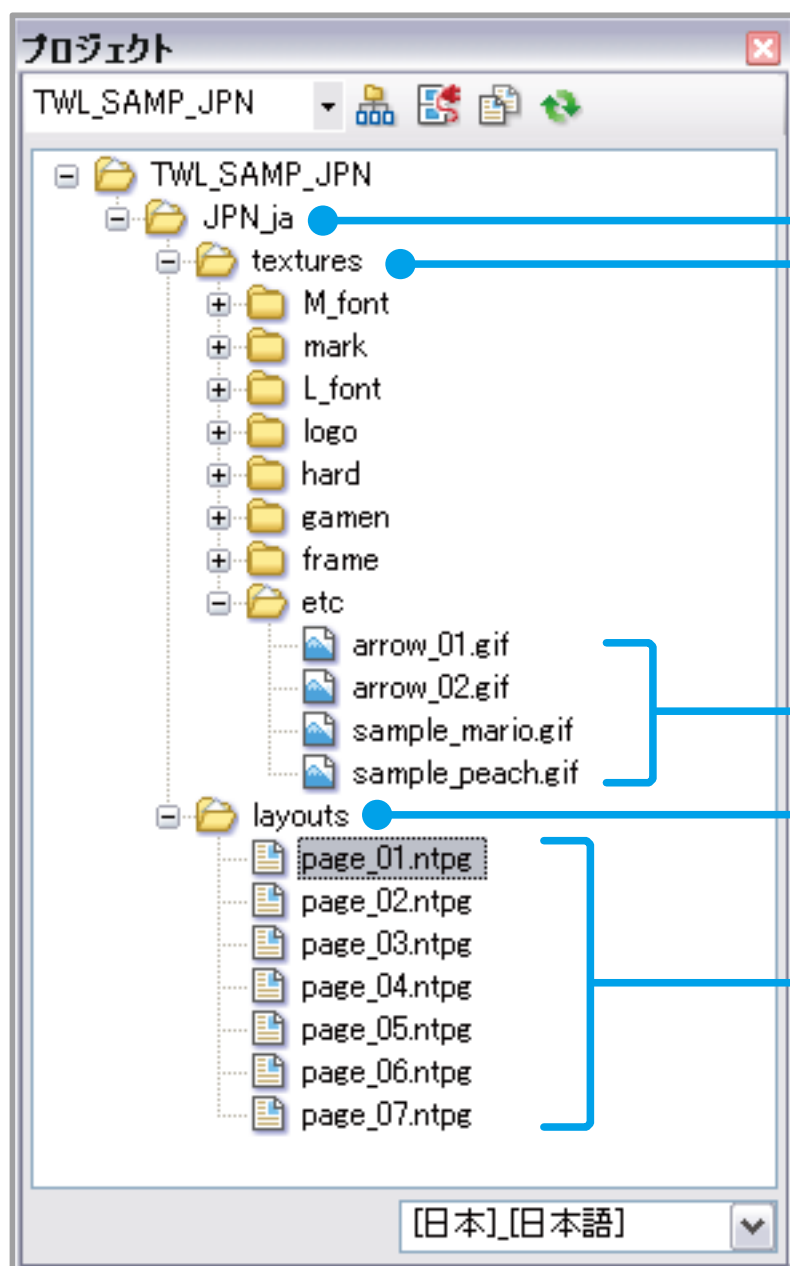 プロジェクト
TWL_SAMP_JPN
TWL_SAMP_JPN
JPN_ja
textures
M_font
mark
L_font
logo
hard
gamen
frame
etc
arrow_01.gif
arrow_02.gif
sample_mario.gif
sample_peach.gif
layouts
page_01.ntpg
page_02.ntpg
page_03.ntpg
page_04.ntpg
page_05.ntpg
page_06.ntpg
page_07.ntpg
[日本]_[日本語]